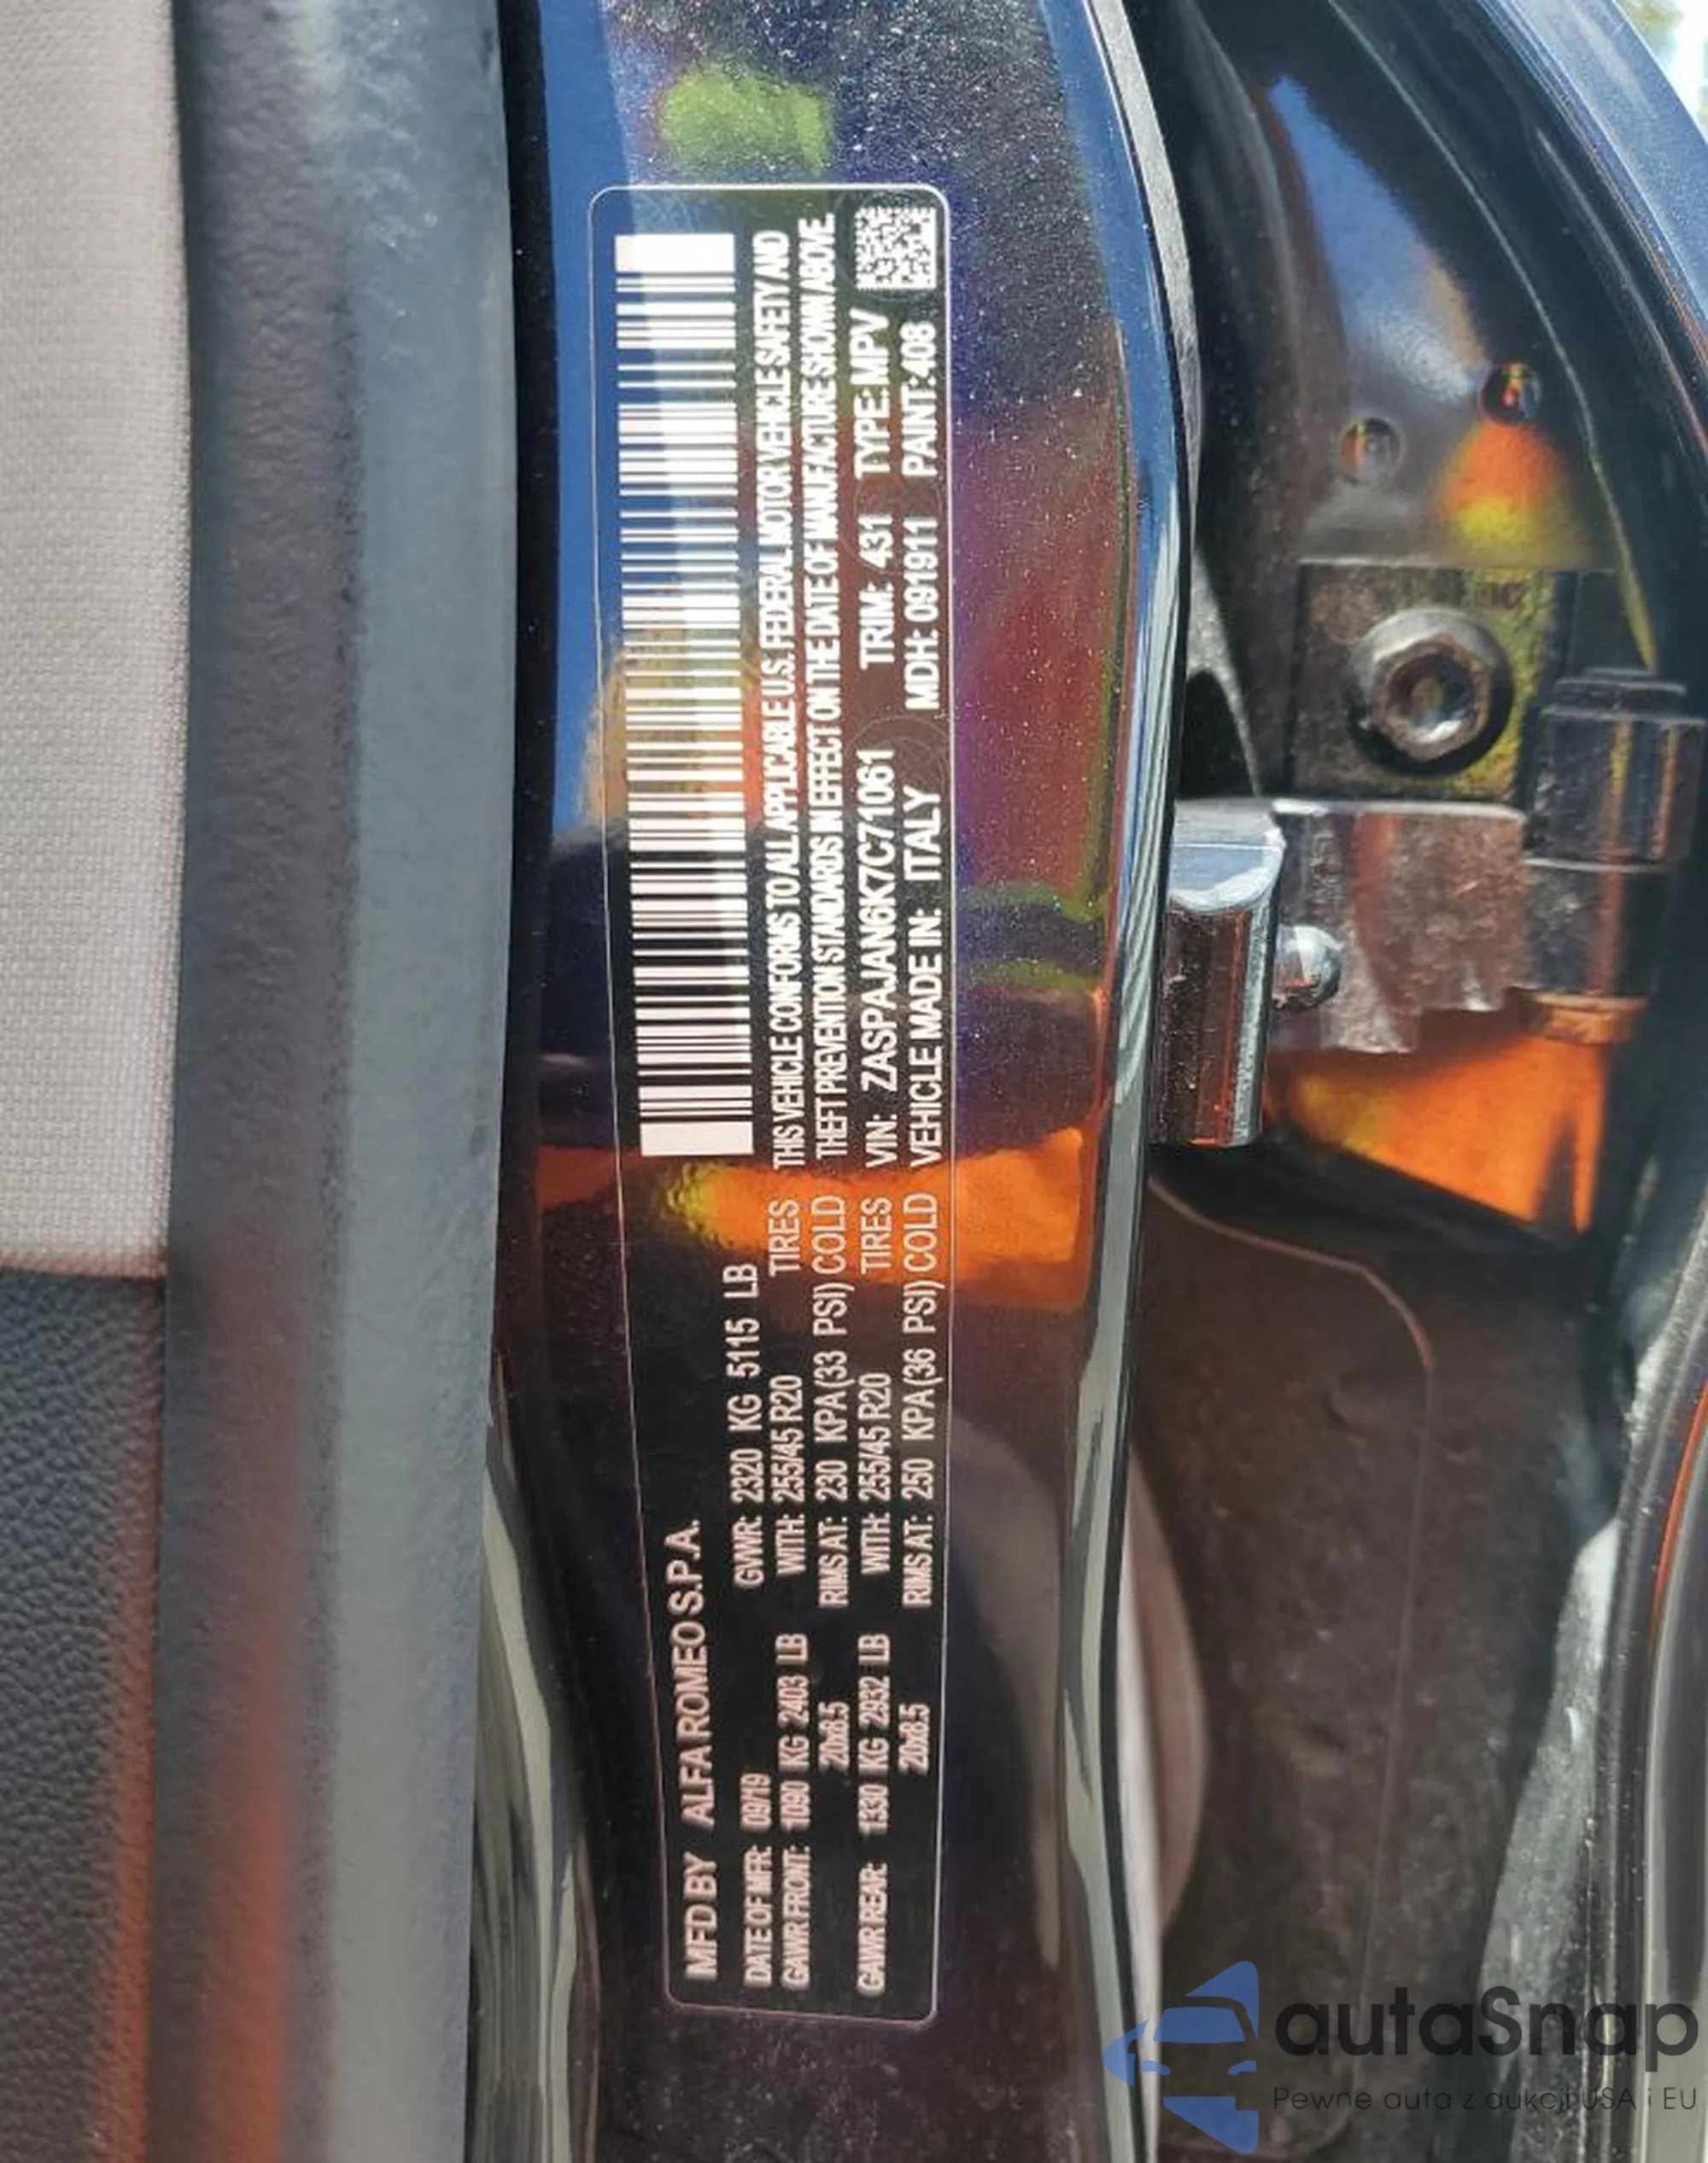 MFD BY ALFA ROMEO S.P.A.
DATE OF MFR: 09/19 GVWR: 2320 KG 5115 LB
GAWR FRONT: 1090 KG 2403 LB WITH: 255/45 R20 TIRES
20x8.5 RIMS AT: 230 KPA(33 PSI) COLD
GAWR REAR: 1330 KG 2932 LB WITH: 255/45 R20 TIRES
20x8.5 RIMS AT: 250 KPA(36 PSI) COLD
THIS VEHICLE CONFORMS TO ALL APPLICABLE U.S. FEDERAL MOTOR VEHICLE SAFETY AND
THEFT PREVENTION STANDARDS IN EFFECT ON THE DATE OF MANUFACTURE SHOWN ABOVE.
VIN: ZASPAJAN6K7C71061 TRIM: 431 TYPE: MPV
VEHICLE MADE IN: ITALY MDH: 091911 PAINT: 408
autaSnap
Pewne auta z aukcji USA i EU